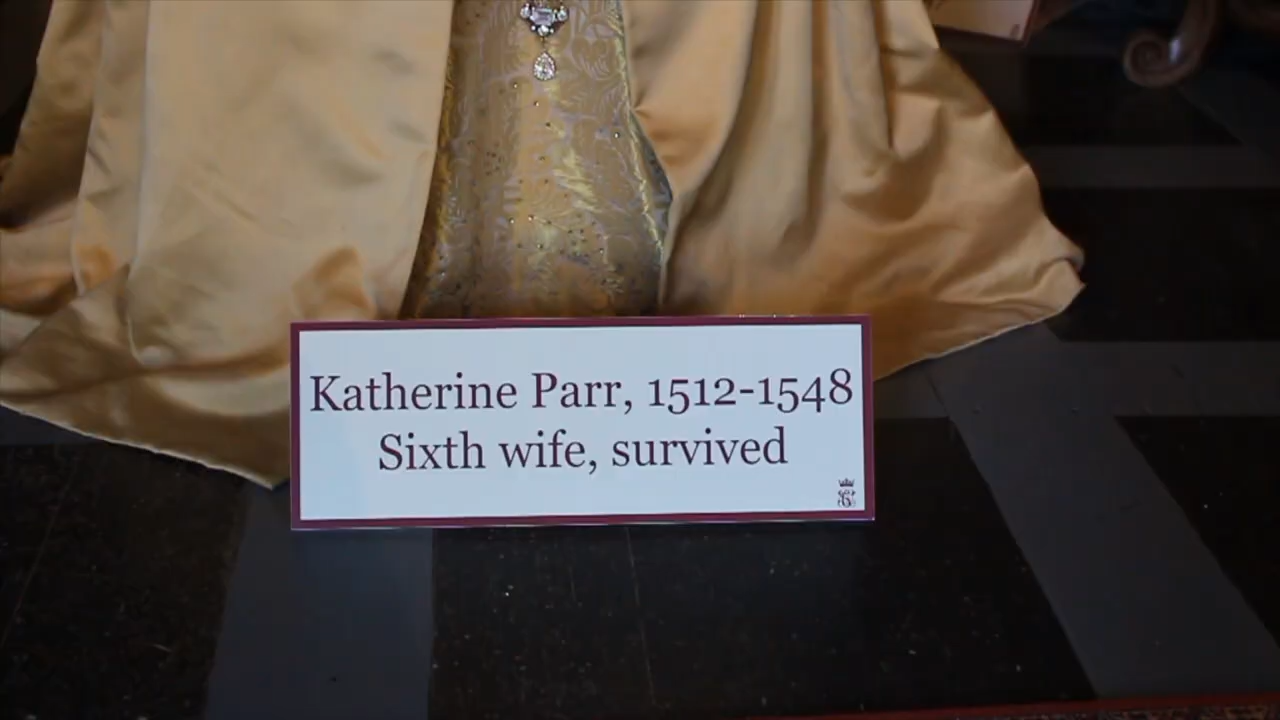 Katherine Parr, 1512-1548
Sixth wife, survived